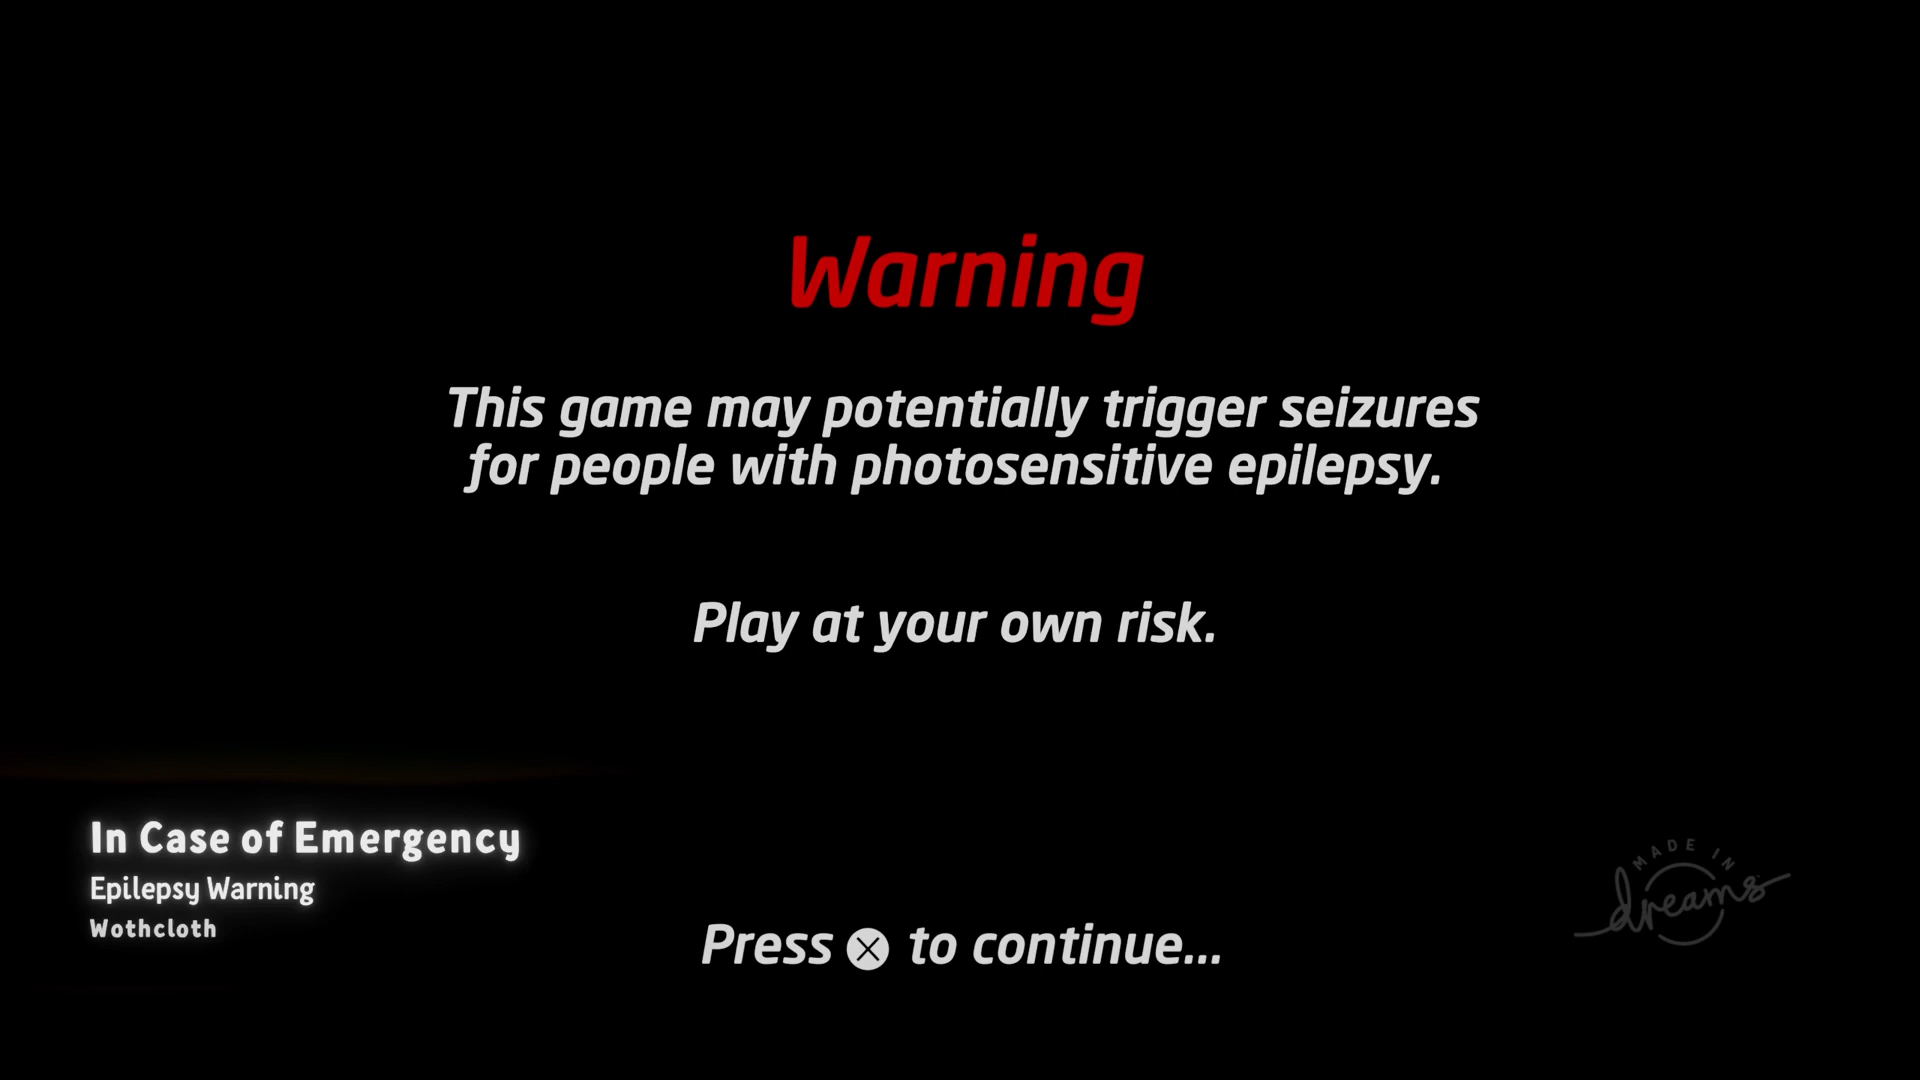 Warning
This game may potentially trigger seizures
for people with photosensitive epilepsy.
Play at your own risk.
In Case of Emergency
Epilepsy Warning
Wothcloth
Press ⊗ to continue...
MADE IN
dreams